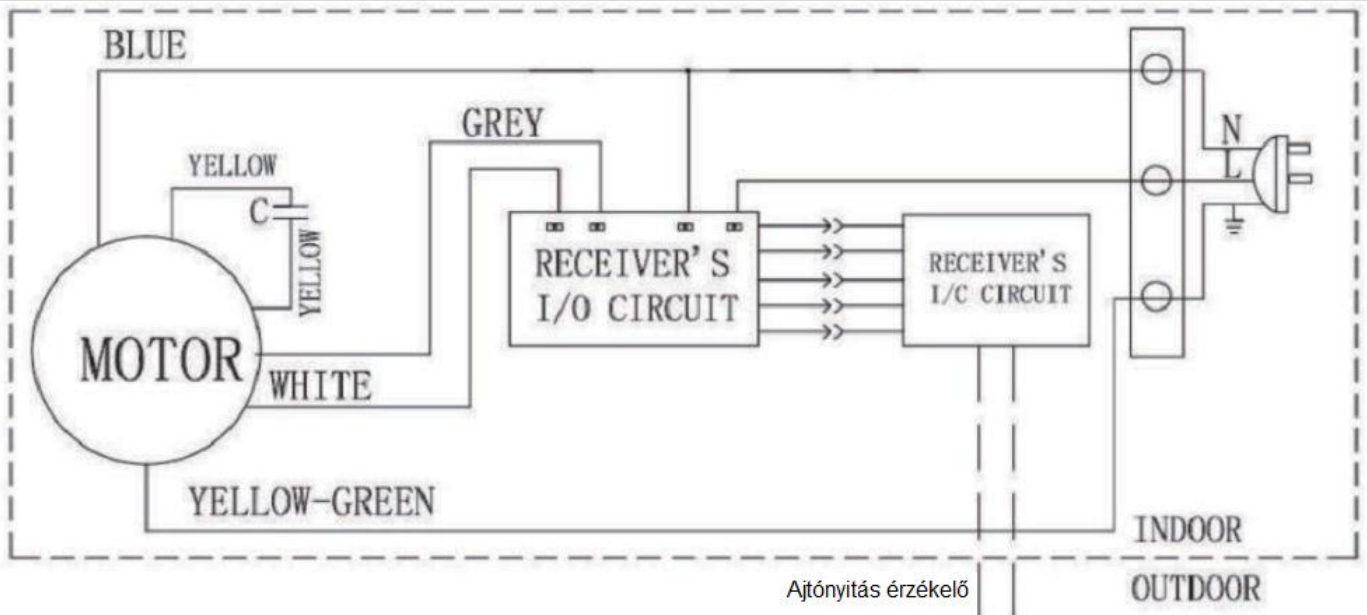 BLUE
GREY
YELLOW
C
YELLOW
N
L
RECEIVER'S
I/O CIRCUIT
RECEIVER'S
I/C CIRCUIT
MOTOR
WHITE
YELLOW-GREEN
INDOOR
Ajtónyitás érzékelő
OUTDOOR